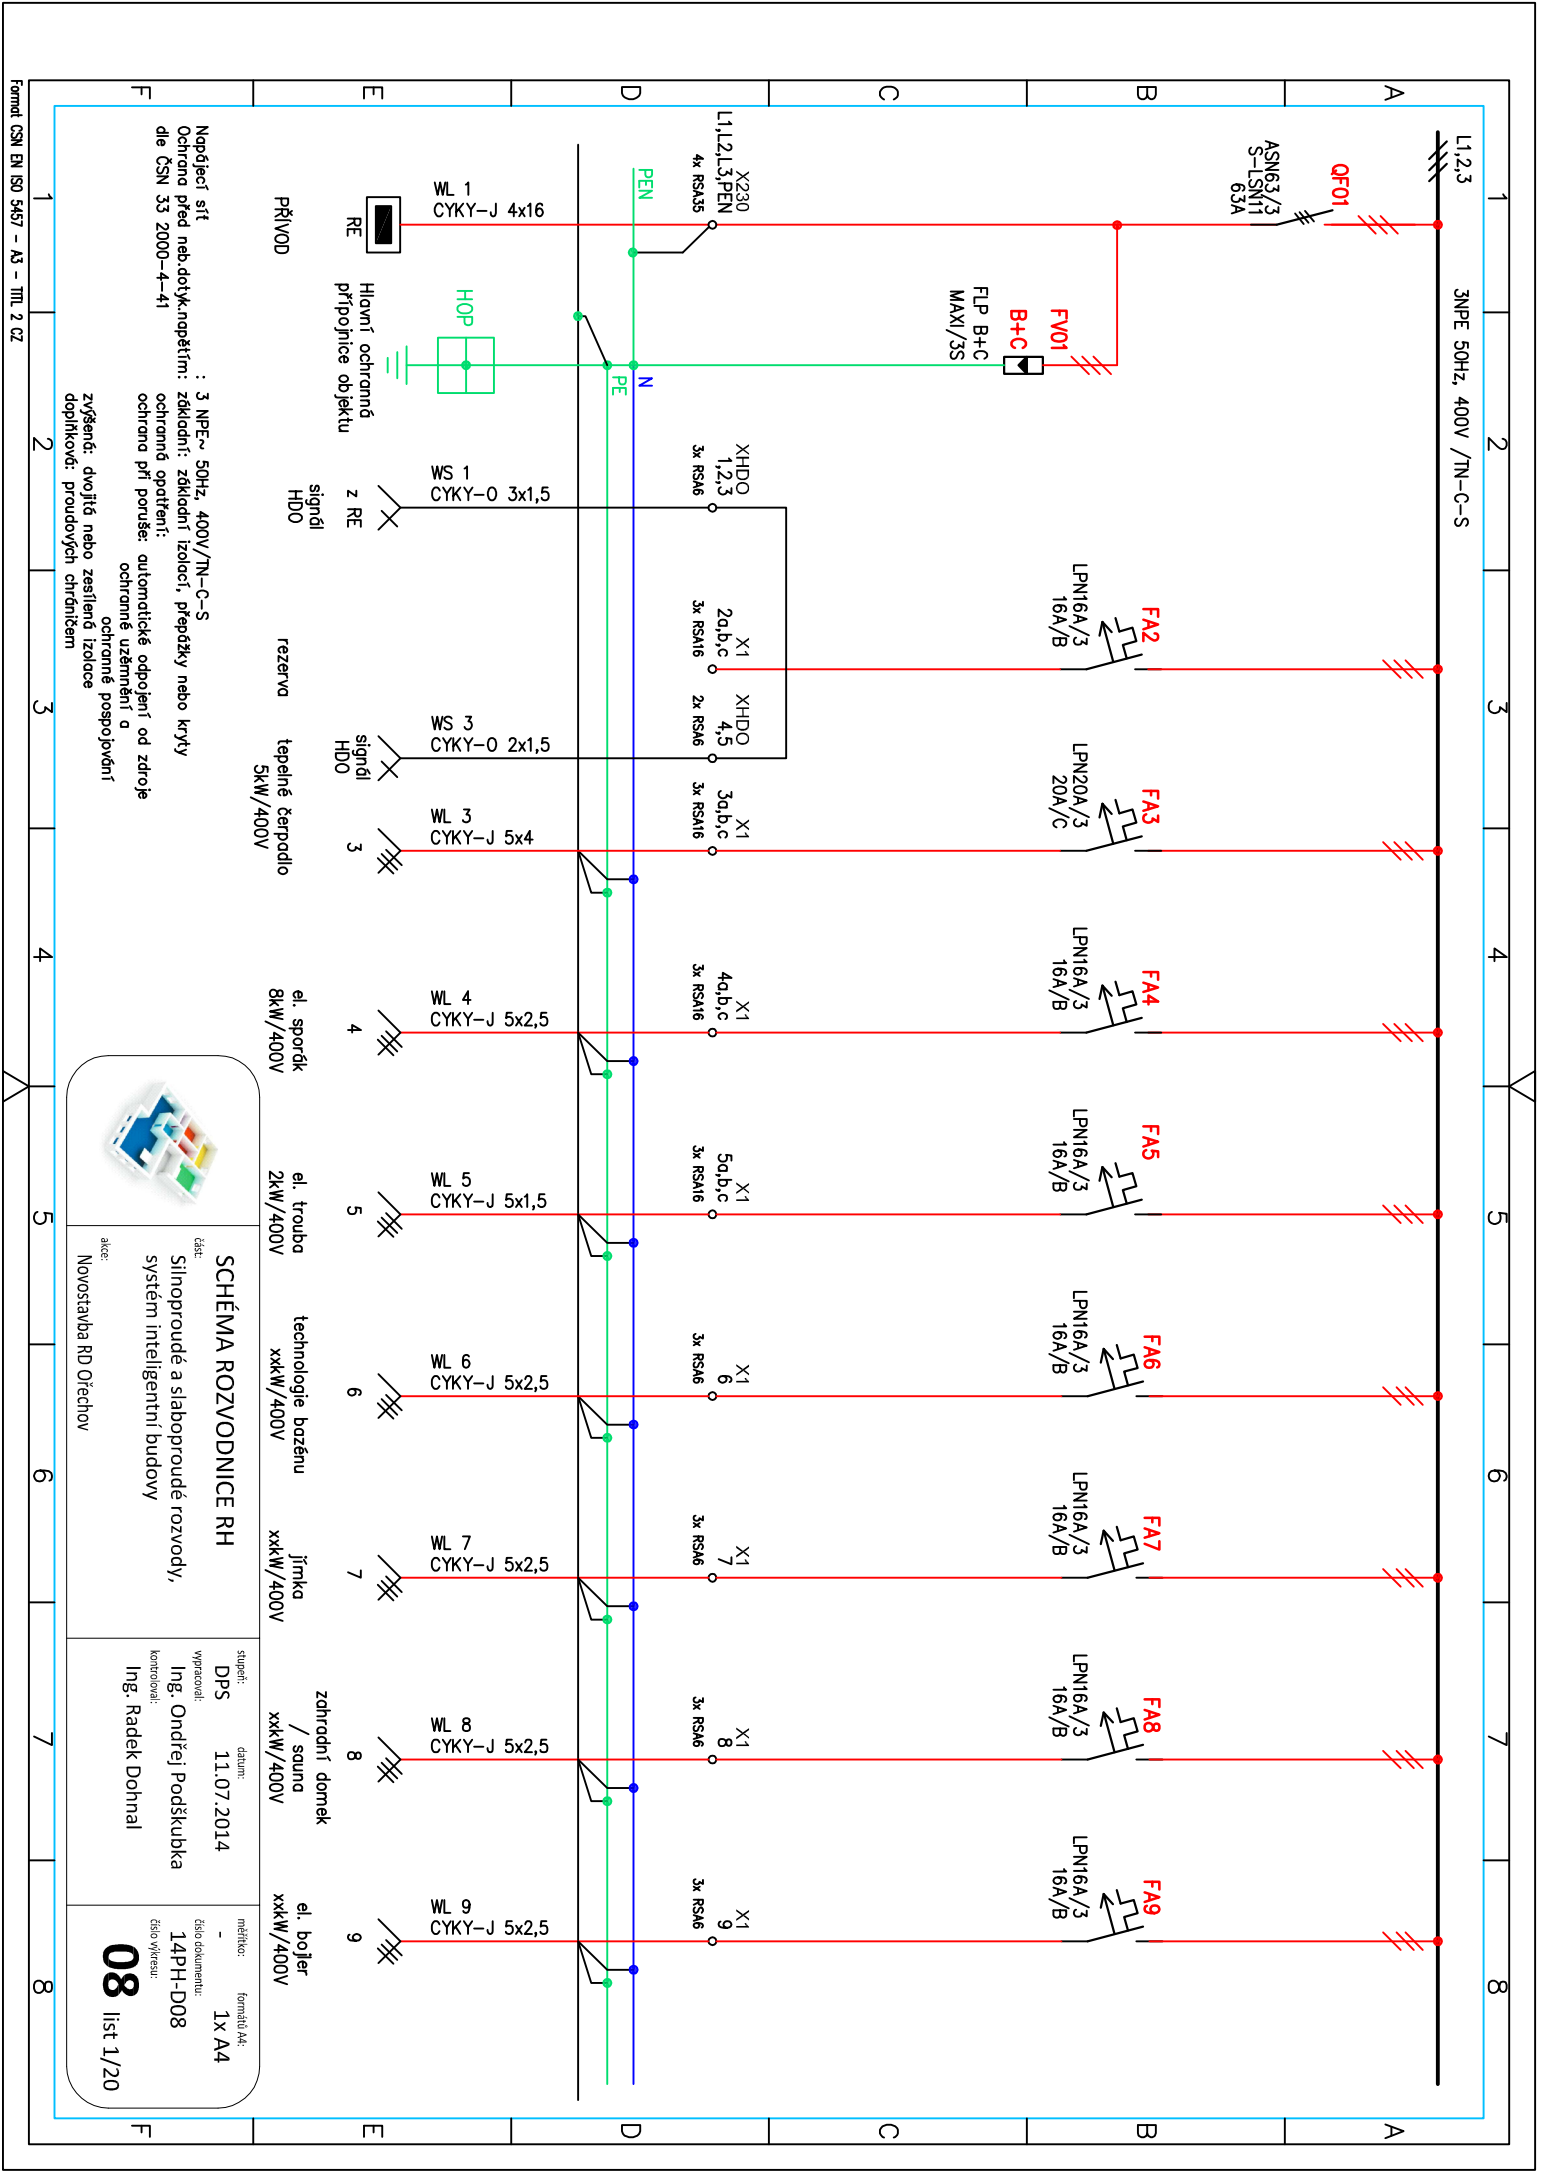 1
2
3
4
5
6
7
8
A
B
C
D
E
F
L1,2,3
3NPE 50Hz, 400V /TN-C-S
QF01
ASN63/3
S-LSN11
63A
FV01
B+C
FLP B+C
MAXI/3S
FA2
LPN16A/3
16A/B
FA3
LPN20A/3
20A/C
FA4
LPN16A/3
16A/B
FA5
LPN16A/3
16A/B
FA6
LPN16A/3
16A/B
FA7
LPN16A/3
16A/B
FA8
LPN16A/3
16A/B
FA9
LPN16A/3
16A/B
X230
L1,L2,L3,PEN
4x RSA35
XHDO
1,2,3
3x RSA6
X1
2a,b,c
3x RSA16
XHDO
4,5
2x RSA6
X1
3a,b,c
3x RSA16
X1
4a,b,c
3x RSA16
X1
5a,b,c
3x RSA16
X1
6
3x RSA6
X1
7
3x RSA6
X1
8
3x RSA6
X1
9
3x RSA6
PEN
N
PE
WL 1
CYKY-J 4x16
HOP
WS 1
CYKY-O 3x1,5
WS 3
CYKY-O 2x1,5
WL 3
CYKY-J 5x4
WL 4
CYKY-J 5x2,5
WL 5
CYKY-J 5x1,5
WL 6
CYKY-J 5x2,5
WL 7
CYKY-J 5x2,5
WL 8
CYKY-J 5x2,5
WL 9
CYKY-J 5x2,5
RE
PŘÍVOD
Hlavní ochranná
přípojnice objektu
z RE
signál
HDO
rezerva
signál
HDO
3
tepelné čerpadlo
5kW/400V
4
el. sporák
8kW/400V
5
el. trouba
2kW/400V
6
technologie bazénu
xxkW/400V
7
jímka
xxkW/400V
8
zahradní domek
/ sauna
xxkW/400V
9
el. bojler
xxkW/400V
Napájecí síť : 3 NPE~ 50Hz, 400V/TN-C-S
Ochrana před neb.dotyk.napětím: základní: základní izolací, přepážky nebo kryty
dle ČSN 33 2000-4-41 ochranná opatření:
ochrana při poruše: automatické odpojení od zdroje
ochranné uzemnění a
ochranné pospojování
zvýšená: dvojitá nebo zesílená izolace
doplňková: proudových chráničem
SCHÉMA ROZVODNICE RH
část:
Silnoproudé a slaboproudé rozvody,
systém inteligentní budovy
akce:
Novostavba RD Ořechov
stupeň:
DPS
datum:
11.07.2014
vypracoval:
Ing. Ondřej Podškubka
kontroloval:
Ing. Radek Dohnal
měřítko:
-
formátů A4:
1x A4
číslo dokumentu:
14PH-D08
číslo výkresu:
08 list 1/20
A
B
C
D
E
F
1
2
3
4
5
6
7
8
Format CSN EN ISO 5457 - A3 - TITL 2 CZ